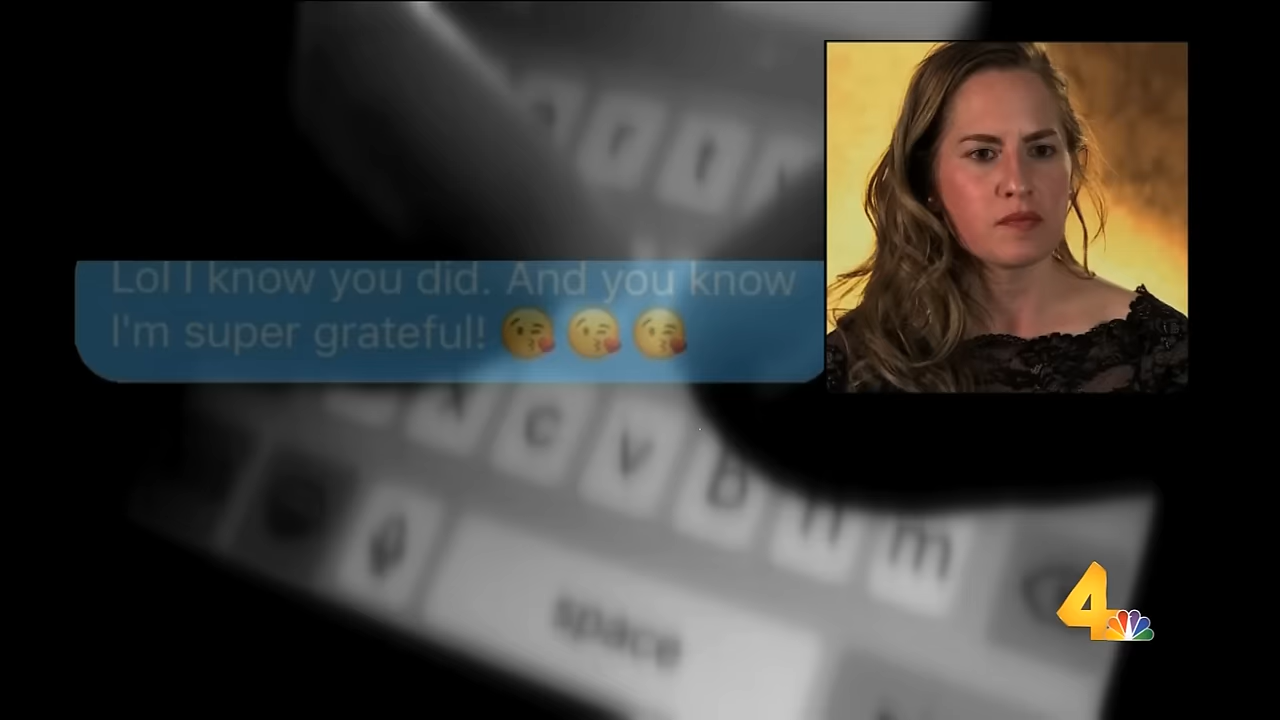 Lol I know you did. And you know
I'm super grateful! 😘 😘 😘
c v b n m
space
4